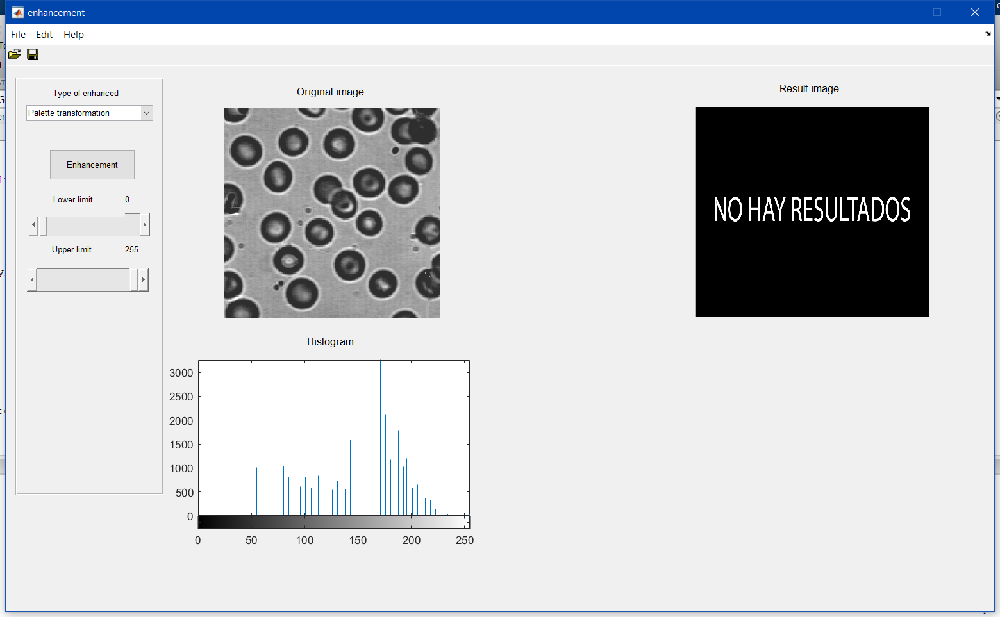 enhancement
File Edit Help
Type of enhanced
Palette transformation
Enhancement
Lower limit 0
Upper limit 255
Original image
Result image
NO HAY RESULTADOS
Histogram
3000
2500
2000
1500
1000
500
0
0 50 100 150 200 250